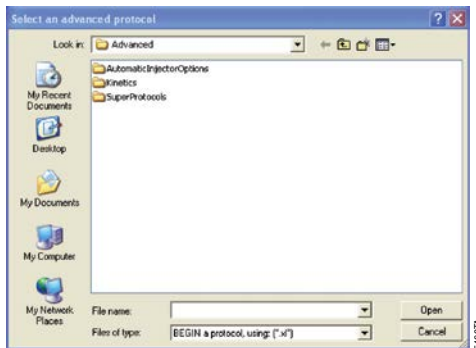 Select an advanced protocol
Look in: Advanced
AutomaticInjectorOptions
Kinetics
SuperProtocols
My Recent
Documents
Desktop
My Documents
My Computer
My Network
Places
File name:
Open
Files of type: BEGIN a protocol, using: (*.xl*)
Cancel